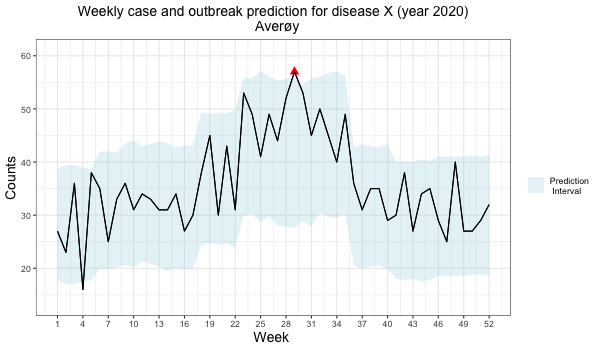 Weekly case and outbreak prediction for disease X (year 2020)
Averøy
60
50
40
30
20
Counts
1 4 7 10 13 16 19 22 25 28 31 34 37 40 43 46 49 52
Week
Prediction
Interval